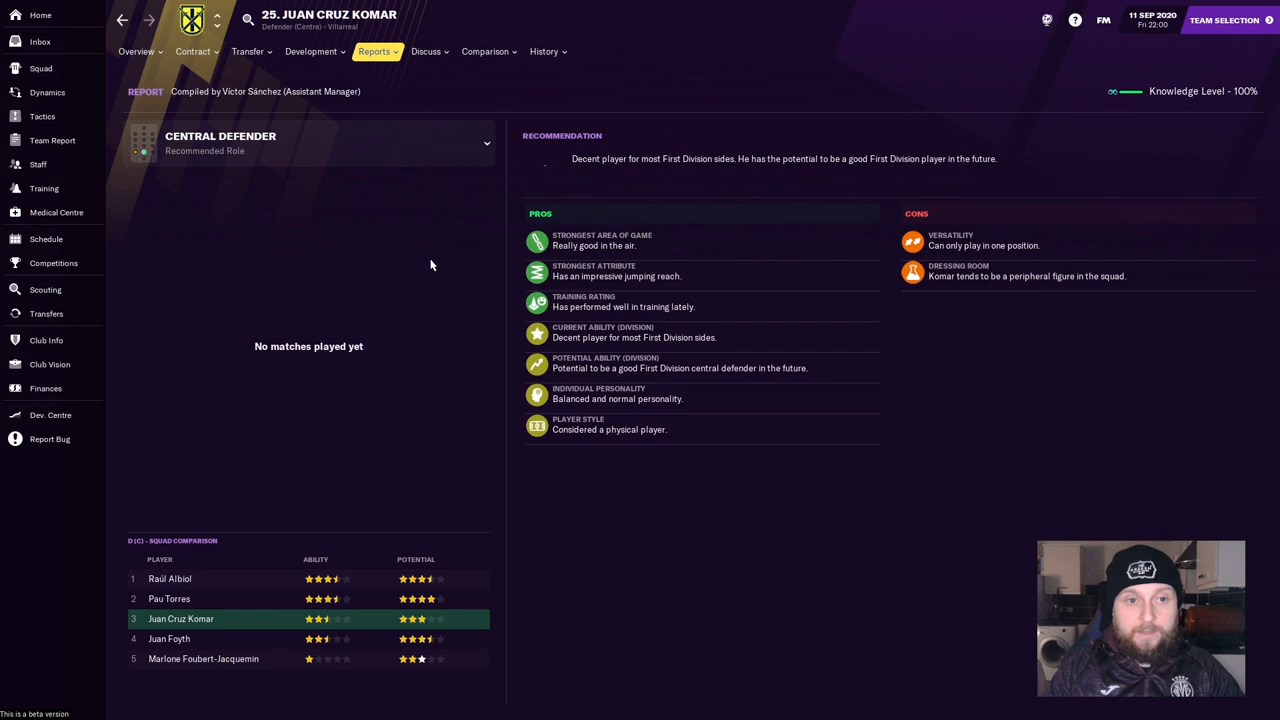 Home
Inbox
Squad
Dynamics
Tactics
Team Report
Staff
Training
Medical Centre
Schedule
Competitions
Scouting
Transfers
Club Info
Club Vision
Finances
Dev. Centre
Report Bug
This is a beta version
25. JUAN CRUZ KOMAR
Defender (Centre) - Villarreal
FM
11 SEP 2020
Fri 22:00
TEAM SELECTION
Overview Contract Transfer Development Reports Discuss Comparison History
REPORT Compiled by Víctor Sánchez (Assistant Manager)
Knowledge Level - 100%
CENTRAL DEFENDER
Recommended Role
No matches played yet
D (C) - SQUAD COMPARISON
PLAYER ABILITY POTENTIAL
1 Raúl Albiol
2 Pau Torres
3 Juan Cruz Komar
4 Juan Foyth
5 Marlone Foubert-Jacquemin
RECOMMENDATION
-
Decent player for most First Division sides. He has the potential to be a good First Division player in the future.
PROS
STRONGEST AREA OF GAME
Really good in the air.
STRONGEST ATTRIBUTE
Has an impressive jumping reach.
TRAINING RATING
Has performed well in training lately.
CURRENT ABILITY (DIVISION)
Decent player for most First Division sides.
POTENTIAL ABILITY (DIVISION)
Potential to be a good First Division central defender in the future.
INDIVIDUAL PERSONALITY
Balanced and normal personality.
PLAYER STYLE
Considered a physical player.
CONS
VERSATILITY
Can only play in one position.
DRESSING ROOM
Komar tends to be a peripheral figure in the squad.